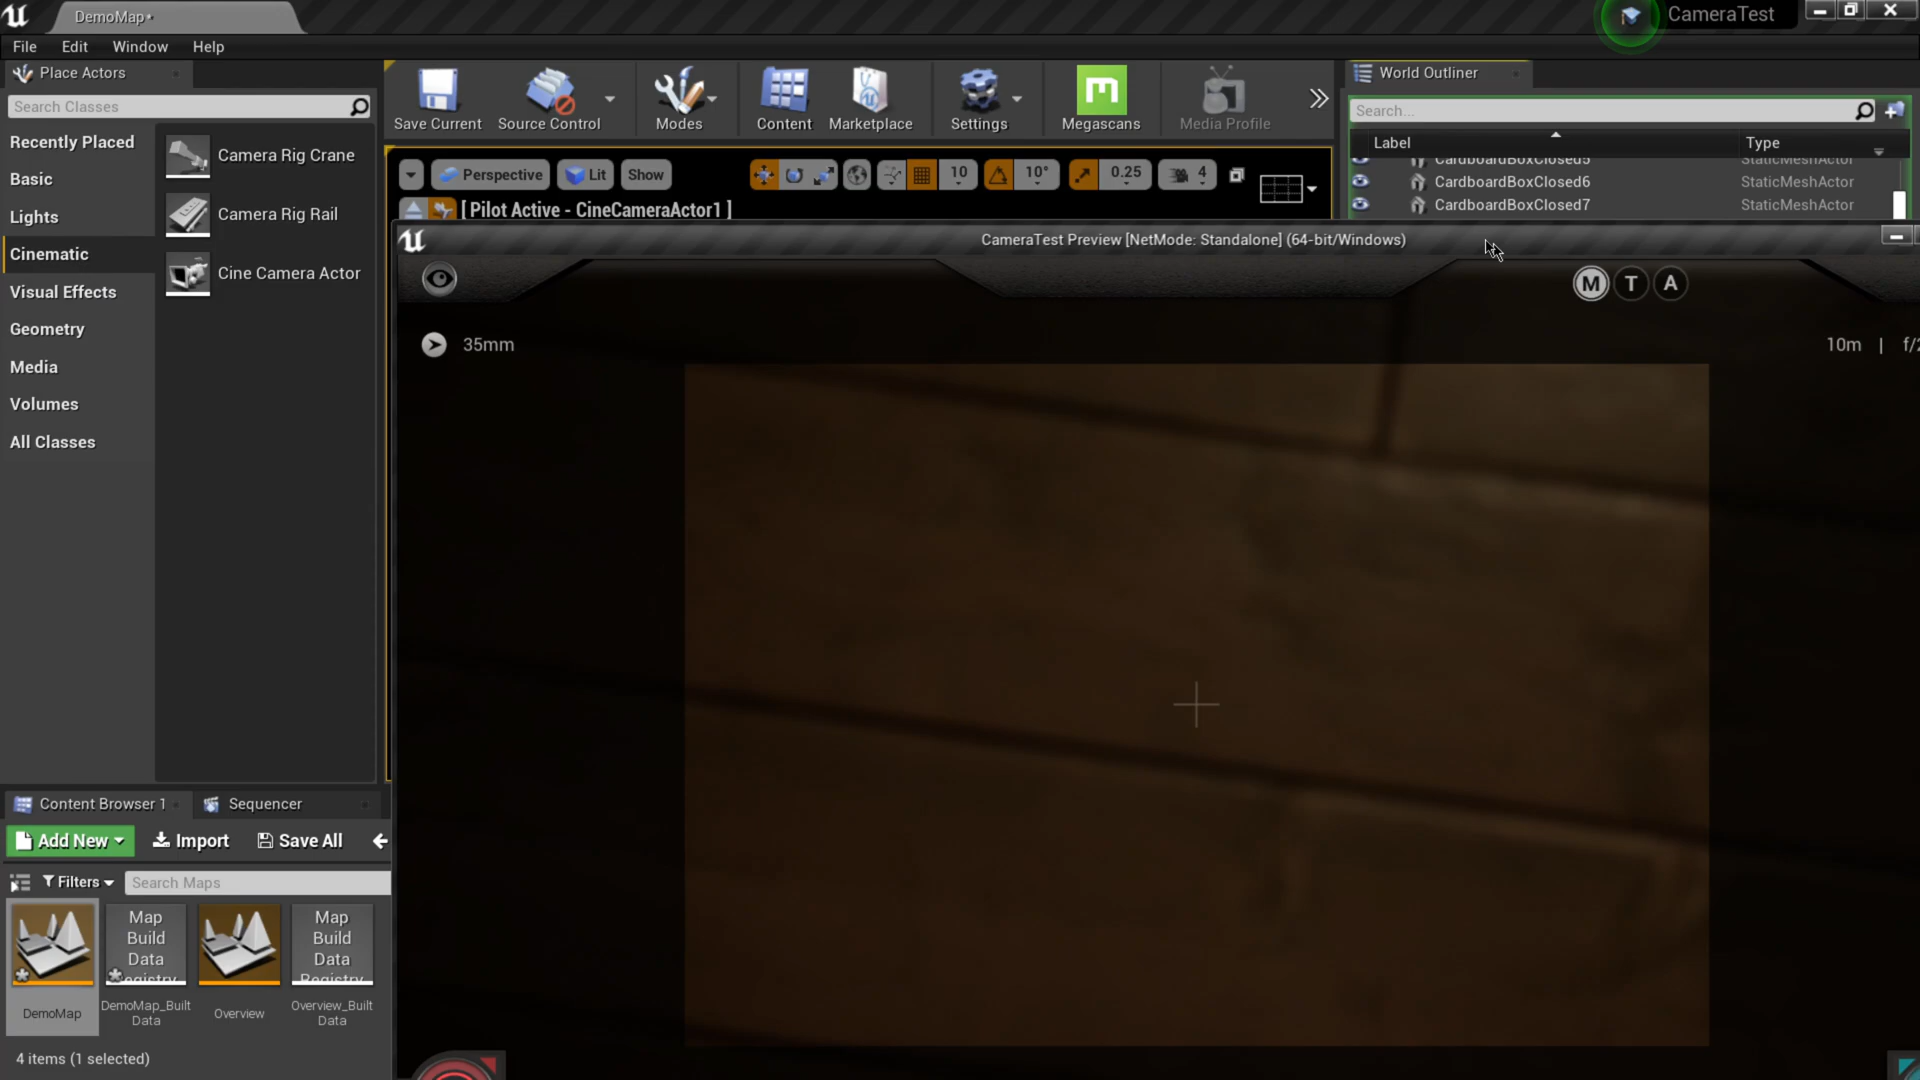 DemoMap•
CameraTest
File Edit Window Help
Place Actors
Search Classes
Recently Placed
Basic
Lights
Cinematic
Visual Effects
Geometry
Media
Volumes
All Classes
Camera Rig Crane
Camera Rig Rail
Cine Camera Actor
Save Current
Source Control
Modes
Content
Marketplace
Settings
Megascans
Media Profile
Perspective
Lit
Show
10
10°
0.25
4
[ Pilot Active - CineCameraActor1 ]
World Outliner
Search...
Label Type
CardboardBoxClosed5 StaticMeshActor
CardboardBoxClosed6 StaticMeshActor
CardboardBoxClosed7 StaticMeshActor
CameraTest Preview [NetMode: Standalone] (64-bit/Windows)
M T A
35mm
10m |
Content Browser 1
Sequencer
Add New
Import
Save All
Filters
Search Maps
Map
Build
Data
Registry
Map
Build
Data
Registry
DemoMap
DemoMap_Built
Data
Overview
Overview_Built
Data
4 items (1 selected)